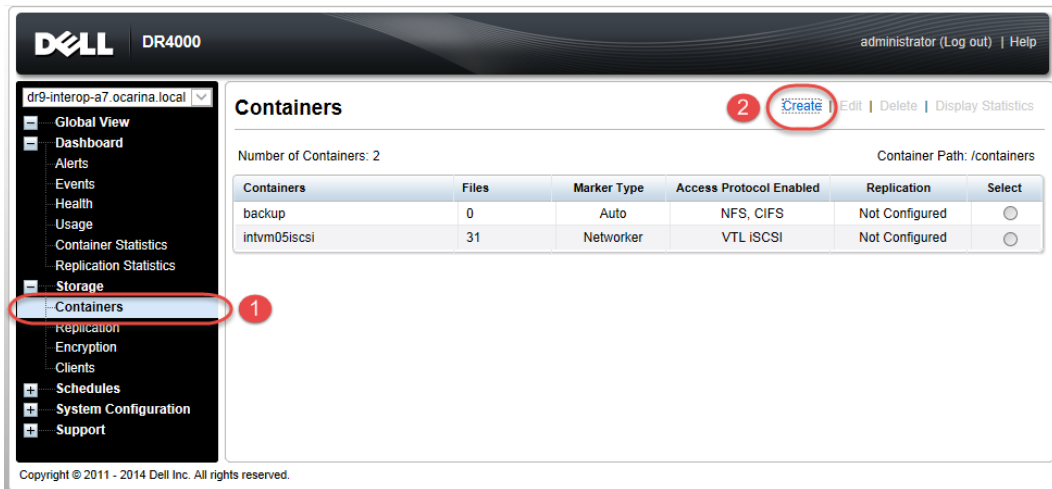 DELL DR4000 administrator (Log out) | Help
dr9-interop-a7.ocarina.local
Global View
Dashboard
Alerts
Events
Health
Usage
Container Statistics
Replication Statistics
Storage
Containers
Replication
Encryption
Clients
Schedules
System Configuration
Support
1
Containers
2 Create | Edit | Delete | Display Statistics
Number of Containers: 2 Container Path: /containers
Containers Files Marker Type Access Protocol Enabled Replication Select
backup 0 Auto NFS, CIFS Not Configured
intvm05iscsi 31 Networker VTL iSCSI Not Configured
Copyright © 2011 - 2014 Dell Inc. All rights reserved.